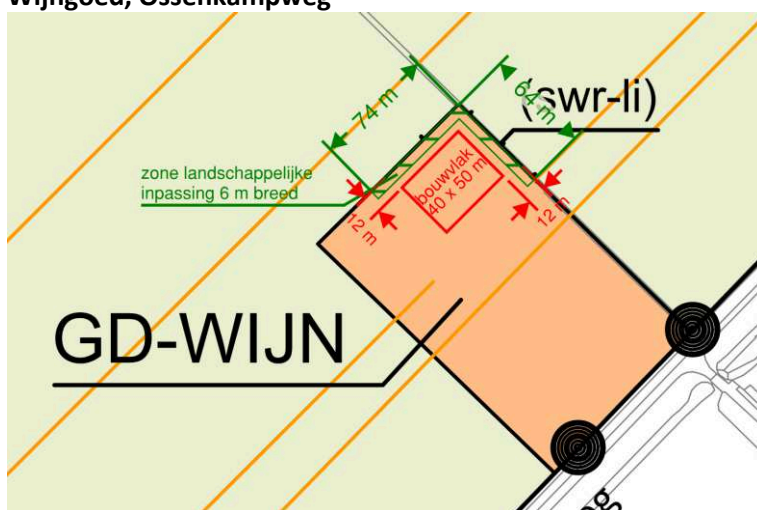 Wijngoed, Ossenkampweg
74 m
64 m
(swr-li)
zone landschappelijke
inpassing 6 m breed
bouwvlak
40 x 50 m
12 m
12 m
GD-WIJN